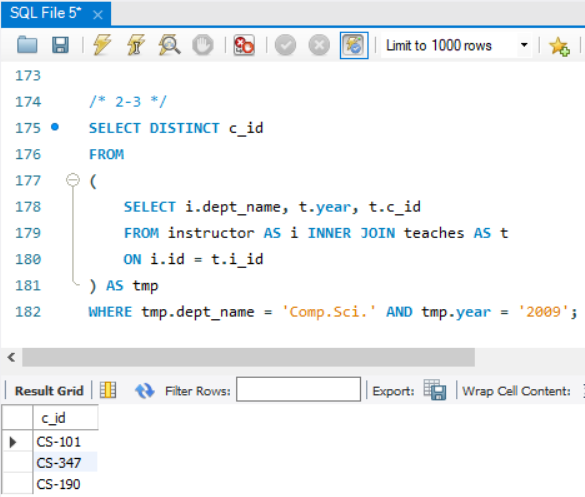 SQL File 5* ×
Limit to 1000 rows
173
174 /* 2-3 */
175 SELECT DISTINCT c_id
176 FROM
177 (
178 SELECT i.dept_name, t.year, t.c_id
179 FROM instructor AS i INNER JOIN teaches AS t
180 ON i.id = t.i_id
181 ) AS tmp
182 WHERE tmp.dept_name = 'Comp.Sci.' AND tmp.year = '2009';
Result Grid Filter Rows: Export: Wrap Cell Content:
c_id
CS-101
CS-347
CS-190